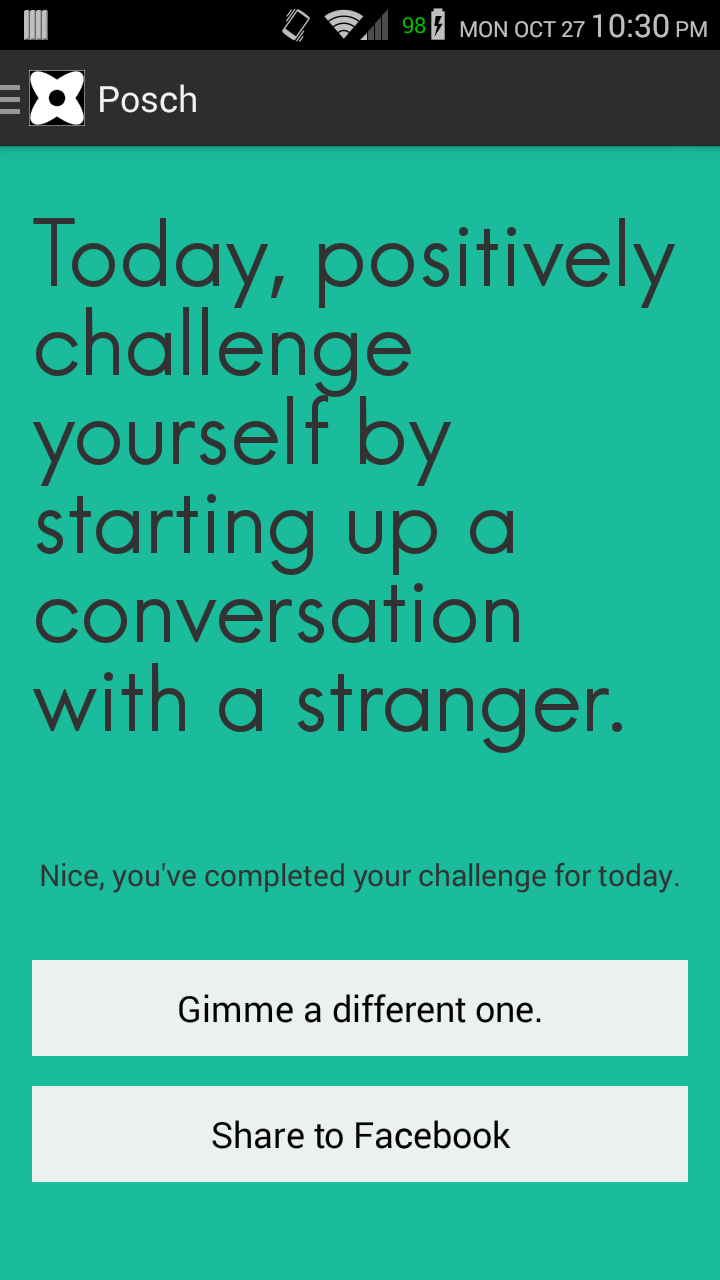 98 MON OCT 27 10:30 PM
Posch
Today, positively
challenge
yourself by
starting up a
conversation
with a stranger.
Nice, you've completed your challenge for today.
Gimme a different one.
Share to Facebook